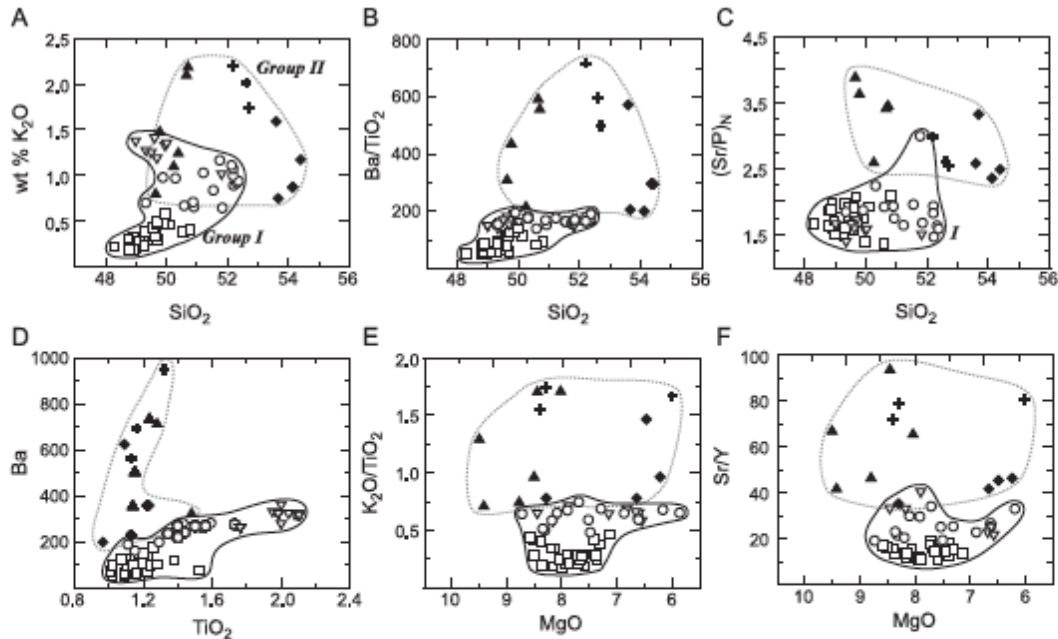 A
wt % K2O
2.5
2.0
1.5
1.0
0.5
Group II
Group I
48 50 52 54 56
SiO2
B
Ba/TiO2
800
600
400
200
48 50 52 54 56
SiO2
C
(Sr/P)N
4.5
3.5
2.5
1.5
I
48 50 52 54 56
SiO2
D
Ba
1000
800
600
400
200
0.8 1.2 1.6 2.0 2.4
TiO2
E
K2O/TiO2
2.0
1.5
1.0
0.5
10 9 8 7 6
MgO
F
Sr/Y
100
80
60
40
20
10 9 8 7 6
MgO